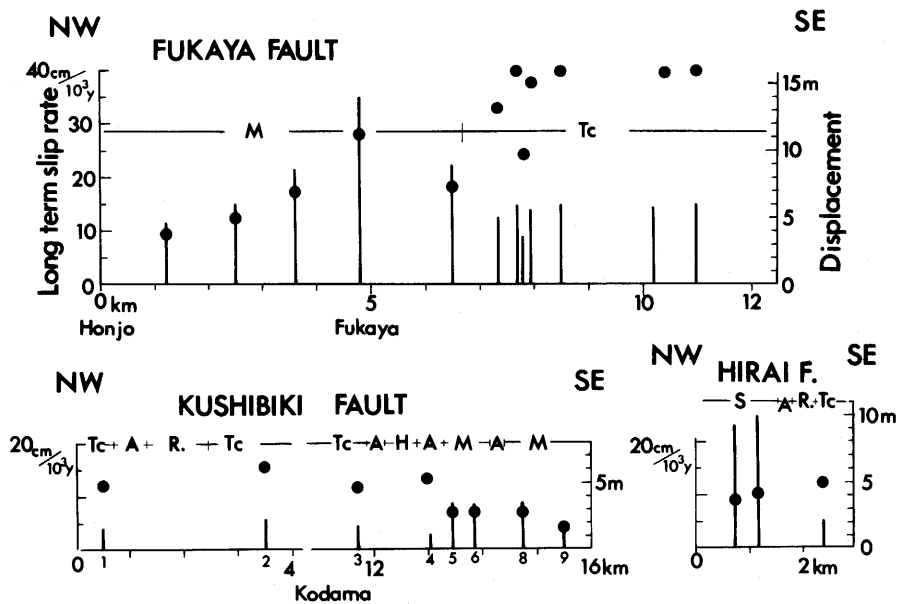 NW SE
FUKAYA FAULT
40cm/10³y 15m
30 M Tc 10
20
10 5
0 0
Long term slip rate
Displacement
0km 5 10 12
Honjo Fukaya
NW SE
KUSHIBIKI FAULT
20cm/10³y Tc + A + R. + Tc Tc A H + A + M A M
5m
1 2 3 4 5 6 8 9
0 4 12 16km
Kodama
NW SE
HIRAI F.
S A + R. + Tc 10m
20cm/10³y
5
0
0 2km